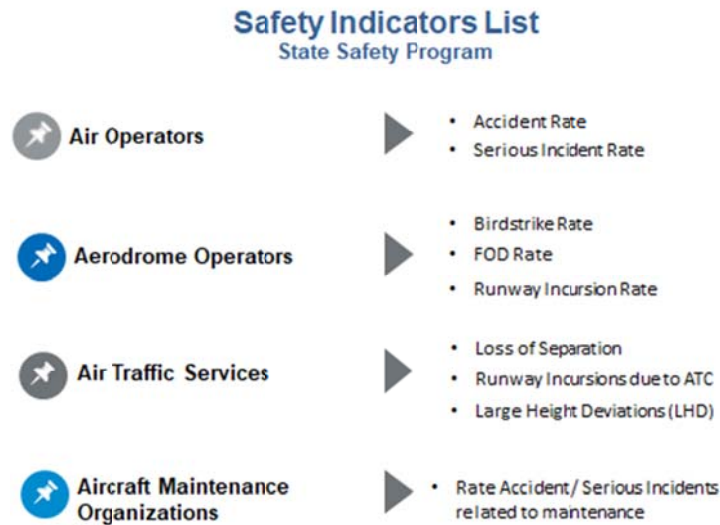 Safety Indicators List
State Safety Program
Air Operators
• Accident Rate
• Serious Incident Rate
Aerodrome Operators
• Birdstrike Rate
• FOD Rate
• Runway Incursion Rate
Air Traffic Services
• Loss of Separation
• Runway Incursions due to ATC
• Large Height Deviations (LHD)
Aircraft Maintenance
Organizations
• Rate Accident/ Serious Incidents
related to maintenance